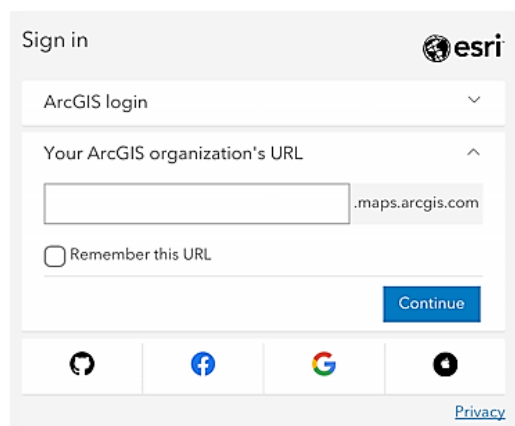 Sign in
esri
ArcGIS login
Your ArcGIS organization's URL
.maps.arcgis.com
Remember this URL
Continue
Privacy